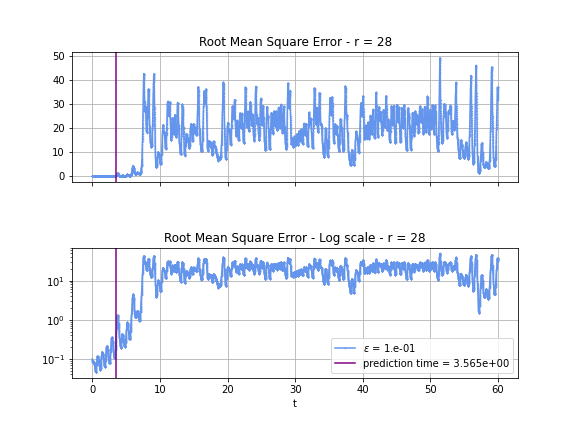 Root Mean Square Error - r = 28
50
40
30
20
10
0
Root Mean Square Error - Log scale - r = 28
10¹
10⁰
10⁻¹
ε = 1.e-01
prediction time = 3.565e+00
0 10 20 30 40 50 60
t